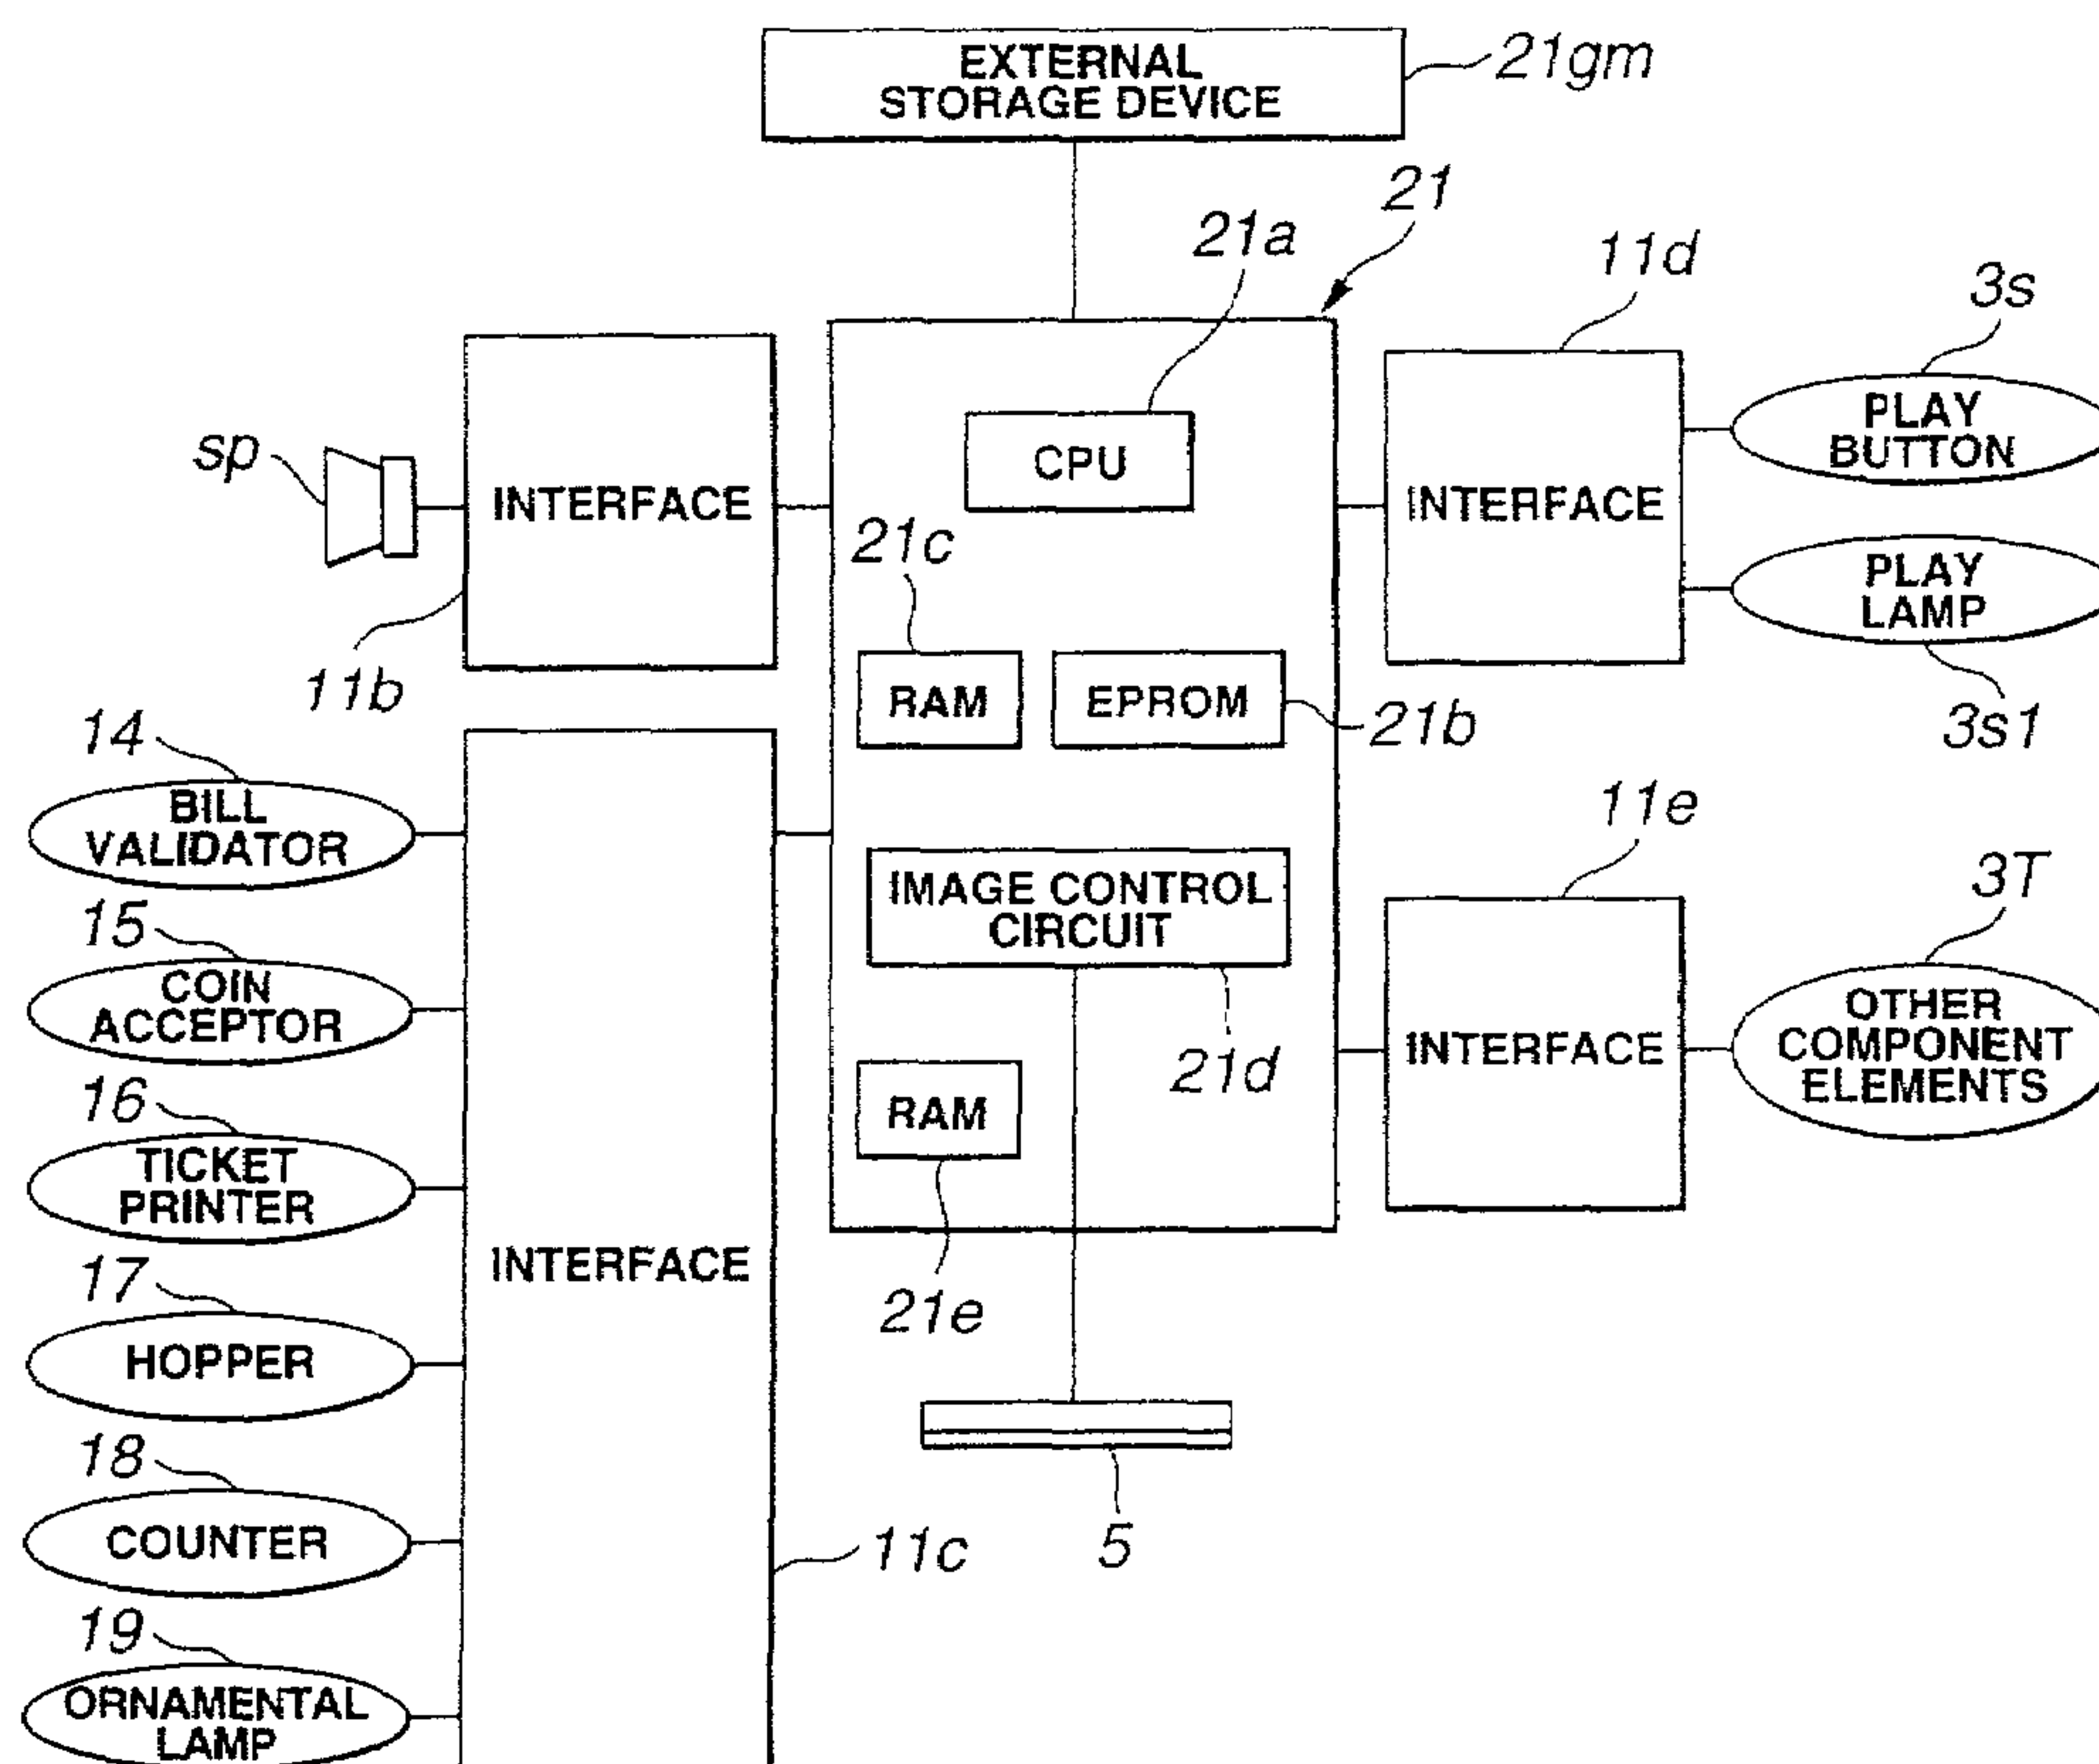 EXTERNAL
STORAGE DEVICE
21gm
21
21a
11d
3s
PLAY
BUTTON
CPU
sp
INTERFACE
INTERFACE
21c
PLAY
LAMP
RAM
EPROM
21b
11b
3s1
14
BILL
VALIDATOR
11e
IMAGE CONTROL
CIRCUIT
3T
15
COIN
ACCEPTOR
OTHER
COMPONENT
ELEMENTS
INTERFACE
21d
16
RAM
TICKET
PRINTER
INTERFACE
21e
17
HOPPER
18
COUNTER
5
11c
19
ORNAMENTAL
LAMP